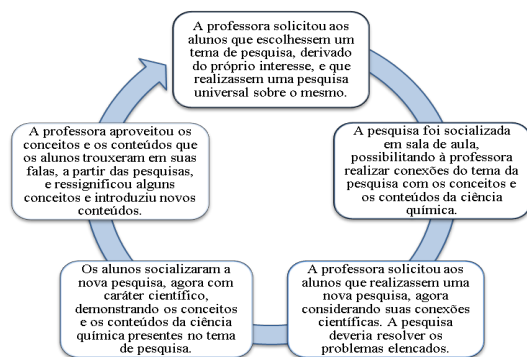 A professora solicitou aos
alunos que escolhessem um
tema de pesquisa, derivado
do próprio interesse, e que
realizassem uma pesquisa
universal sobre o mesmo.
A pesquisa foi socializada
em sala de aula,
possibilitando à professora
realizar conexões do tema da
pesquisa com os conceitos e
os conteúdos da ciência
química.
A professora solicitou aos
alunos que realizassem uma
nova pesquisa, agora
considerando suas conexões
científicas. A pesquisa
deveria resolver os
problemas elencados.
Os alunos socializaram a
nova pesquisa, agora com
caráter científico,
demonstrando os conceitos
e os conteúdos da ciência
química presentes no tema
de pesquisa.
A professora aproveitou os
conceitos e os conteúdos que
os alunos trouxeram em suas
falas, a partir das pesquisas,
e ressignificou alguns
conceitos e introduziu novos
conteúdos.